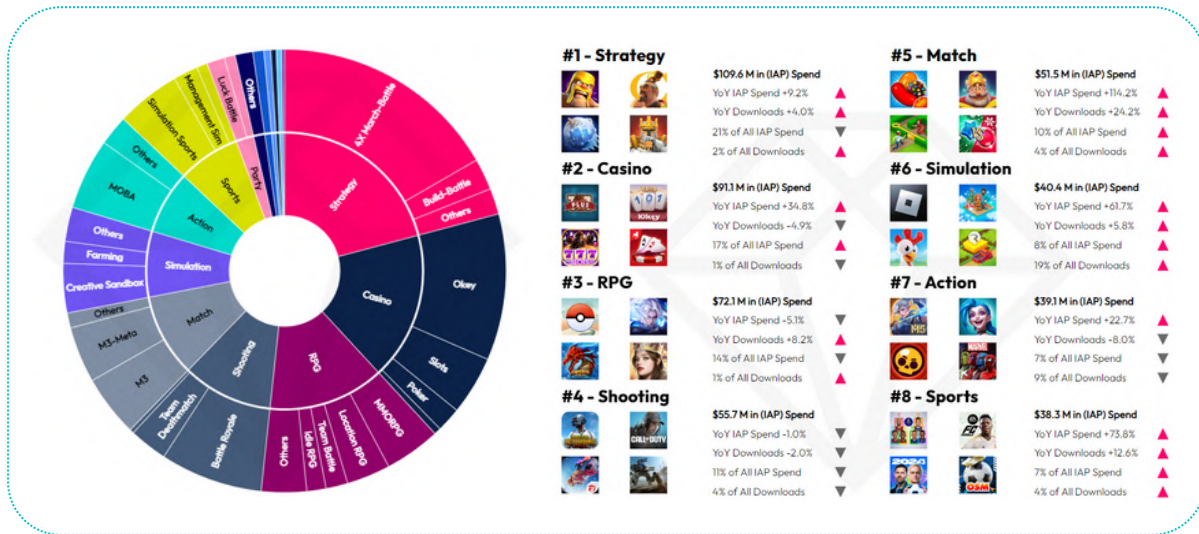 4X March-Battle
Build-Battle
Others
Strategy
Okey
Slots
Poker
Casino
MMORPG
Location RPG
Team Battle
Idle RPG
Others
RPG
Battle Royale
Team
Deathmatch
Shooting
M3
M3-Meta
Others
Match
Creative Sandbox
Farming
Others
Simulation
MOBA
Others
Action
Simulation Sports
Management Sim
Sports
Luck Battle
Party
Others
#1 - Strategy
$109.6 M in (IAP) Spend
YoY IAP Spend +9.2%
YoY Downloads +4.0%
21% of All IAP Spend
2% of All Downloads
#2 - Casino
101
$91.1 M in (IAP) Spend
YoY IAP Spend +34.8%
YoY Downloads -4.9%
17% of All IAP Spend
1% of All Downloads
#3 - RPG
$72.1 M in (IAP) Spend
YoY IAP Spend -5.1%
YoY Downloads +8.2%
14% of All IAP Spend
1% of All Downloads
#4 - Shooting
CALL OF DUTY
$55.7 M in (IAP) Spend
YoY IAP Spend -1.0%
YoY Downloads -2.0%
11% of All IAP Spend
4% of All Downloads
#5 - Match
$51.5 M in (IAP) Spend
YoY IAP Spend +114.2%
YoY Downloads +24.2%
10% of All IAP Spend
4% of All Downloads
#6 - Simulation
$40.4 M in (IAP) Spend
YoY IAP Spend +61.7%
YoY Downloads +5.8%
8% of All IAP Spend
19% of All Downloads
#7 - Action
MARVEL
$39.1 M in (IAP) Spend
YoY IAP Spend +22.7%
YoY Downloads -8.0%
7% of All IAP Spend
9% of All Downloads
#8 - Sports
FC
2024
OSM
$38.3 M in (IAP) Spend
YoY IAP Spend +73.8%
YoY Downloads +12.6%
7% of All IAP Spend
4% of All Downloads